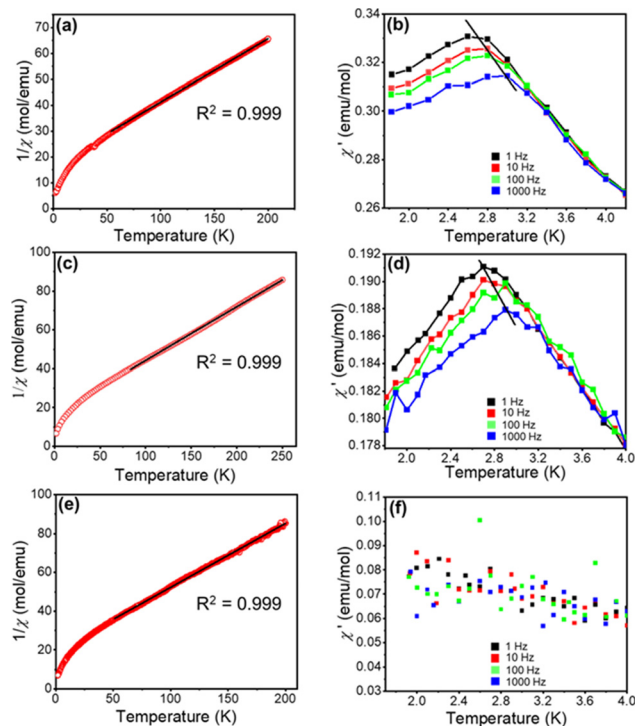 (a)
70
60
50
40
30
20
10
0
1/χ (mol/emu)
R² = 0.999
0 50 100 150 200
Temperature (K)
(b)
0.34
0.32
0.30
0.28
0.26
χ' (emu/mol)
1 Hz
10 Hz
100 Hz
1000 Hz
2.0 2.4 2.8 3.2 3.6 4.0
Temperature (K)
(c)
100
80
60
40
20
0
1/χ (mol/emu)
R² = 0.999
0 50 100 150 200 250
Temperature (K)
(d)
0.192
0.190
0.188
0.186
0.184
0.182
0.180
0.178
χ' (emu/mol)
1 Hz
10 Hz
100 Hz
1000 Hz
2.0 2.4 2.8 3.2 3.6 4.0
Temperature (K)
(e)
100
80
60
40
20
0
1/χ (mol/emu)
R² = 0.999
0 50 100 150 200
Temperature (K)
(f)
0.11
0.10
0.09
0.08
0.07
0.06
0.05
0.04
0.03
χ' (emu/mol)
1 Hz
10 Hz
100 Hz
1000 Hz
2.0 2.4 2.8 3.2 3.6 4.0
Temperature (K)